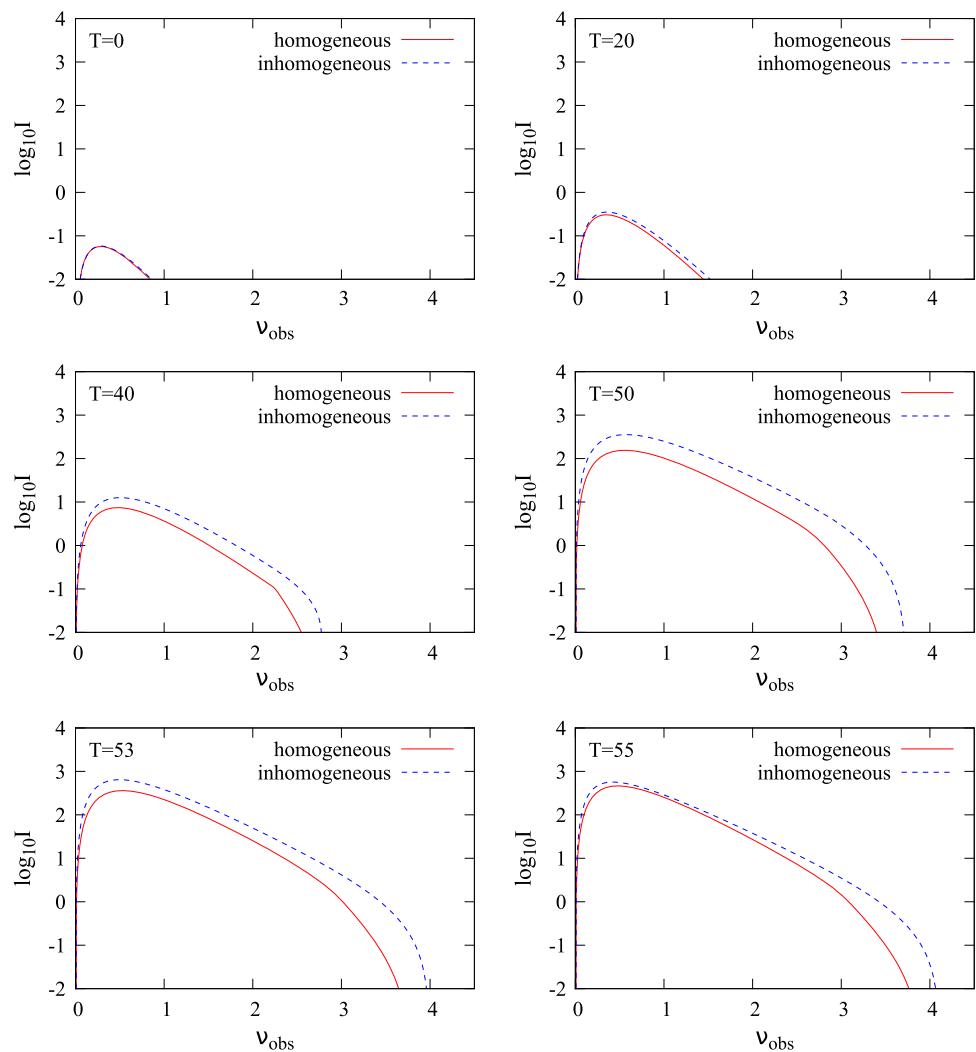 4
3
2
1
0
-1
-2
log10I
T=0
homogeneous
inhomogeneous
0 1 2 3 4
νobs
4
3
2
1
0
-1
-2
log10I
T=20
homogeneous
inhomogeneous
0 1 2 3 4
νobs
4
3
2
1
0
-1
-2
log10I
T=40
homogeneous
inhomogeneous
0 1 2 3 4
νobs
4
3
2
1
0
-1
-2
log10I
T=50
homogeneous
inhomogeneous
0 1 2 3 4
νobs
4
3
2
1
0
-1
-2
log10I
T=53
homogeneous
inhomogeneous
0 1 2 3 4
νobs
4
3
2
1
0
-1
-2
log10I
T=55
homogeneous
inhomogeneous
0 1 2 3 4
νobs